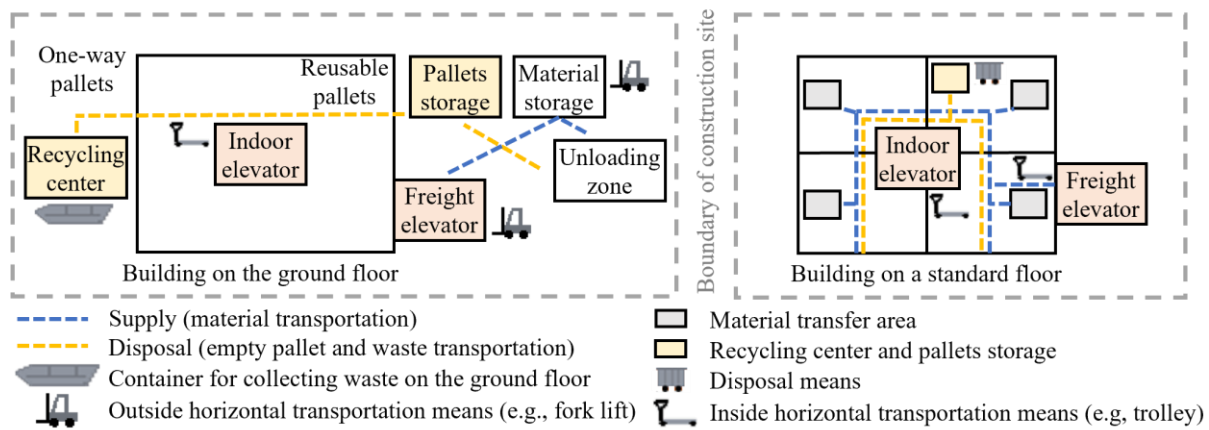 One-way
pallets
Reusable
pallets
Pallets
storage
Material
storage
Recycling
center
Indoor
elevator
Unloading
zone
Freight
elevator
Building on the ground floor
Boundary of construction site
Indoor
elevator
Freight
elevator
Building on a standard floor
Supply (material transportation)
Disposal (empty pallet and waste transportation)
Container for collecting waste on the ground floor
Outside horizontal transportation means (e.g., fork lift)
Material transfer area
Recycling center and pallets storage
Disposal means
Inside horizontal transportation means (e.g, trolley)